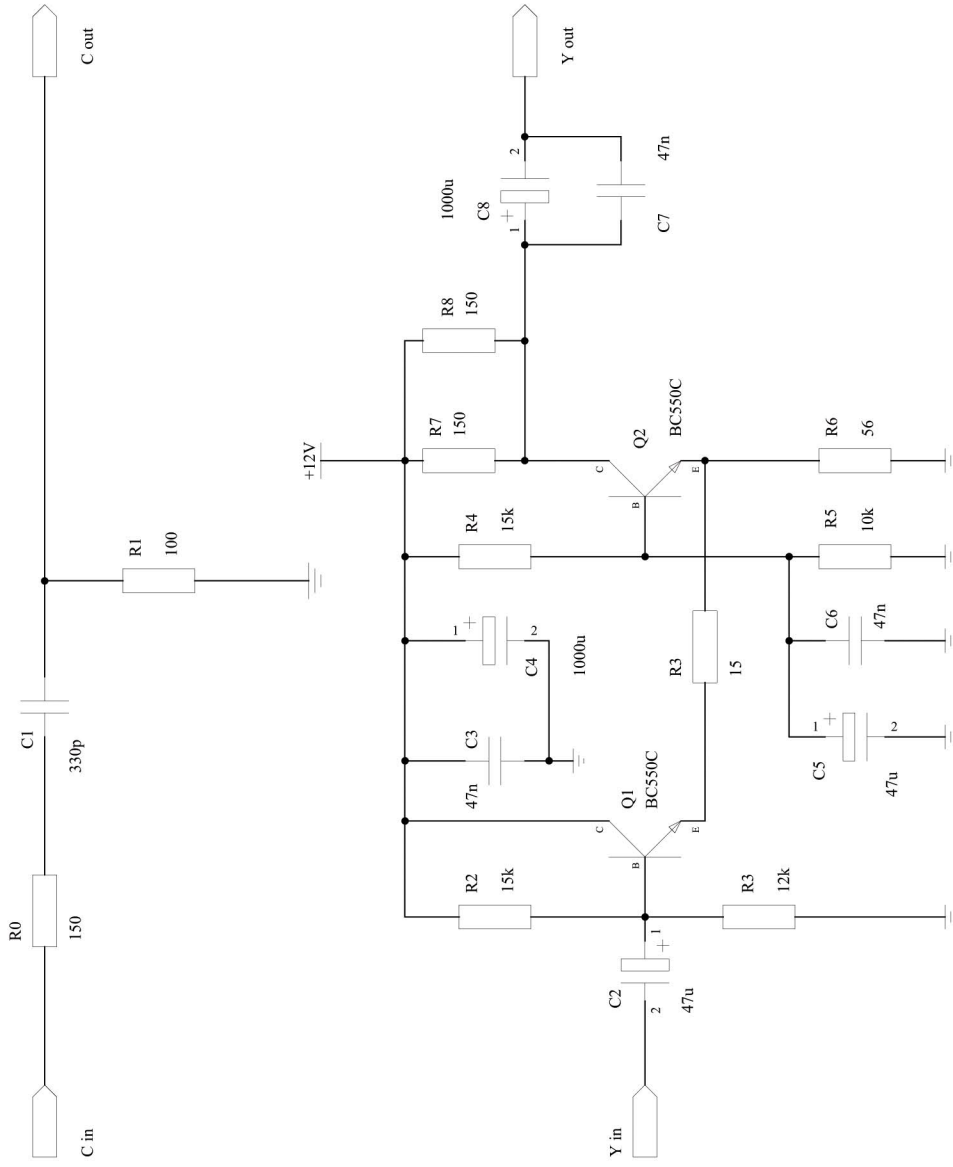 C in
R0
150
C1
330p
R1
100
C out
+12V
Y in
C2
47u
2
1
+
R2
15k
R3
12k
Q1
BC550C
C
B
E
C3
47n
C4
1000u
1
+
2
R3
15
R4
15k
R5
10k
C5
47u
1
+
2
C6
47n
R7
150
R8
150
Q2
BC550C
C
B
E
R6
56
C8
1000u
1
+
2
C7
47n
Y out